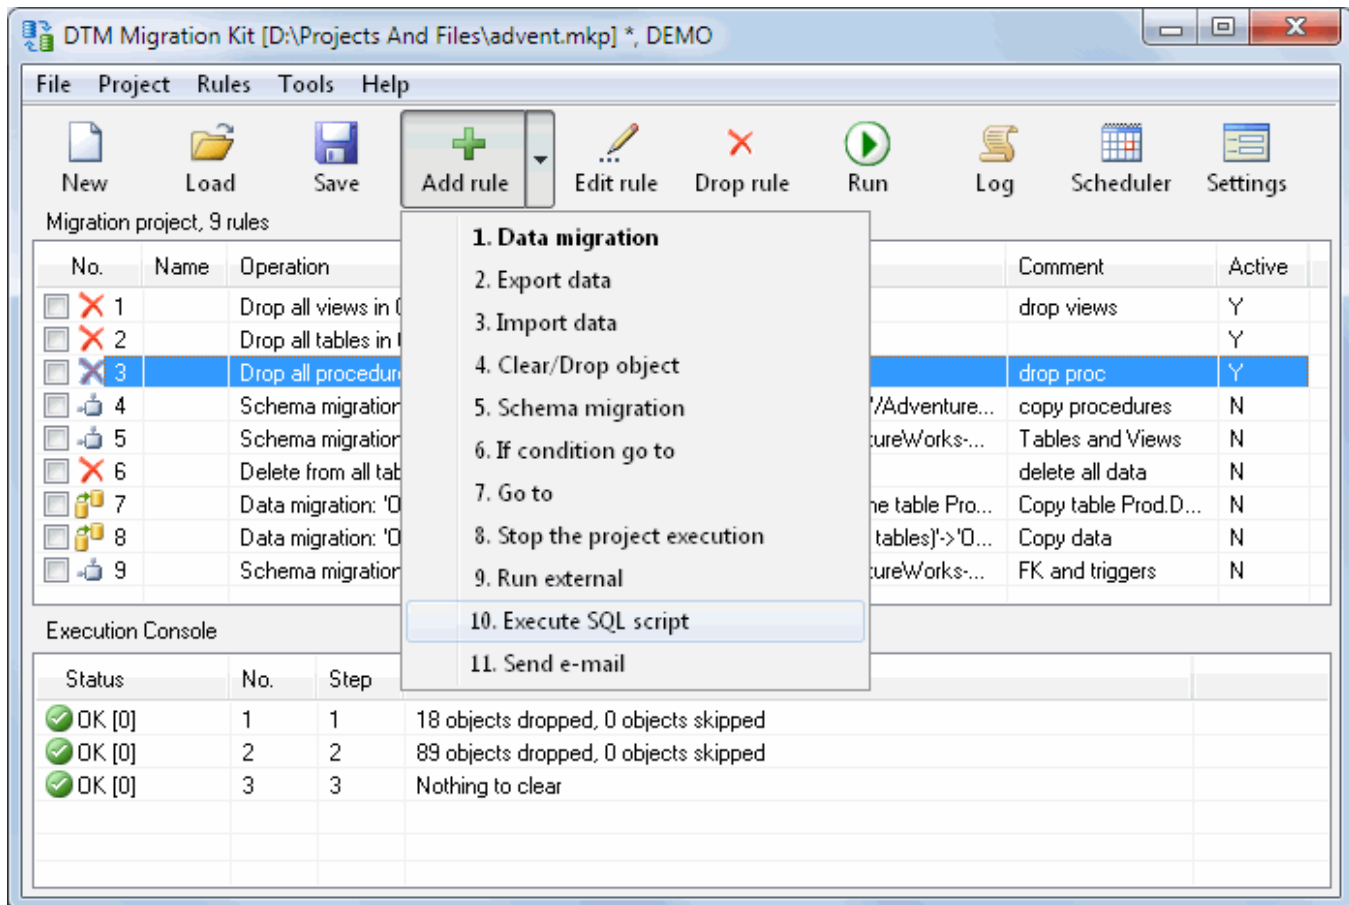 DTM Migration Kit [D:\Projects And Files\advent.mkp] *, DEMO
File Project Rules Tools Help
New Load Save Add rule Edit rule Drop rule Run Log Scheduler Settings
Migration project, 9 rules
No. Name Operation Comment Active
1 Drop all views in drop views Y
2 Drop all tables in Y
3 Drop all procedur drop proc Y
4 Schema migration '/Adventure... copy procedures N
5 Schema migration ureWorks-... Tables and Views N
6 Delete from all tab delete all data N
7 Data migration: 'O ne table Pro... Copy table Prod.D... N
8 Data migration: 'O tables)'->'O... Copy data N
9 Schema migration ureWorks-... FK and triggers N
1. Data migration
2. Export data
3. Import data
4. Clear/Drop object
5. Schema migration
6. If condition go to
7. Go to
8. Stop the project execution
9. Run external
10. Execute SQL script
11. Send e-mail
Execution Console
Status No. Step
OK [0] 1 1 18 objects dropped, 0 objects skipped
OK [0] 2 2 89 objects dropped, 0 objects skipped
OK [0] 3 3 Nothing to clear